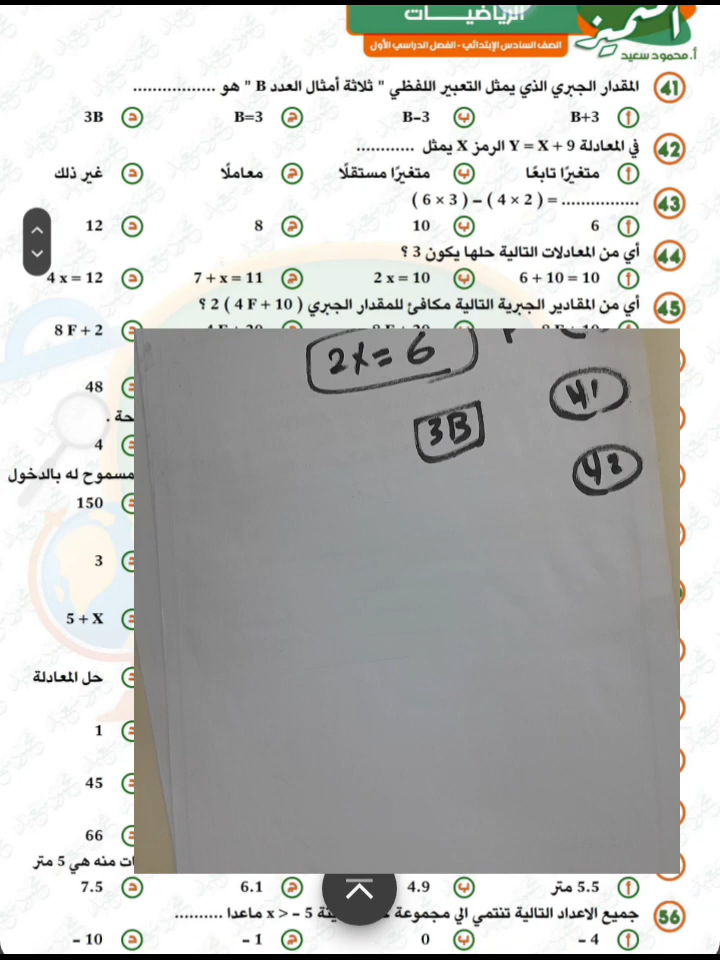 الرياضيـــات
الصف السادس الإبتدائي - الفصل الدراسي الأول
أ. محمود سعيد
41 المقدار الجبري الذي يمثل التعبير اللفظي " ثلاثة أمثال العدد B " هو .................
أ B+3 ب B–3 ج B=3 د 3B
42 في المعادلة Y = X + 9 الرمز X يمثل ............
أ متغيرًا تابعًا ب متغيرًا مستقلًا ج معاملًا د غير ذلك
43 ( 6 × 3 ) – ( 4 × 2 ) = ................
أ 6 ب 10 ج 8 د 12
44 أي من المعادلات التالية حلها يكون 3 ؟
أ 6 + 10 = 10 ب 2 x = 10 ج 7 + x = 11 د 4 x = 12
45 أي من المقادير الجبرية التالية مكافئ للمقدار الجبري 2 ( 4 F + 10 ) ؟
د 8 F + 2
2x = 6
41
3B
42
48
حة .
4
مسموح له بالدخول
150
3
5 + X
د حل المعادلة
1
45
66
ات منه هي 5 متر
أ 5.5 متر ب 4.9 ج 6.1 د 7.5
56 جميع الاعداد التالية تنتمي الي مجموعة x > – 5 ماعدا ..........
أ – 4 ب 0 ج – 1 د – 10